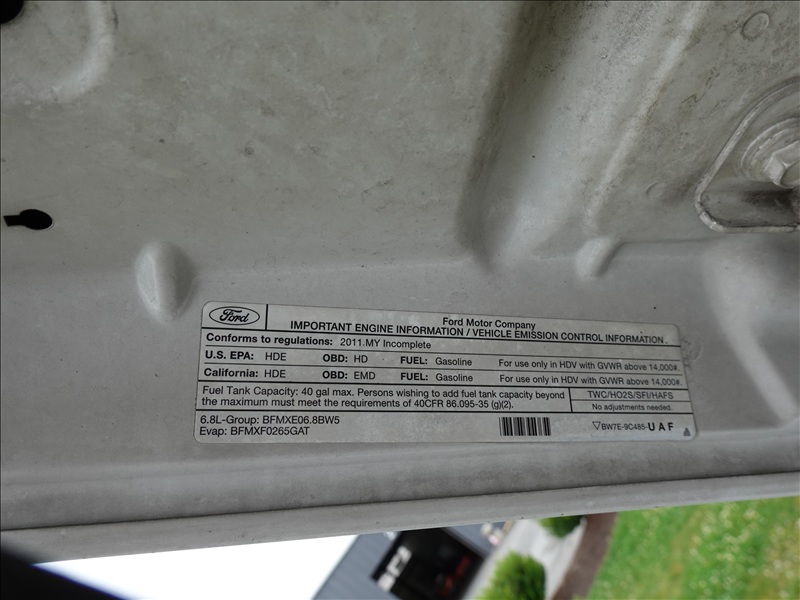 Ford
Ford Motor Company
IMPORTANT ENGINE INFORMATION / VEHICLE EMISSION CONTROL INFORMATION
Conforms to regulations: 2011.MY Incomplete
U.S. EPA: HDE OBD: HD FUEL: Gasoline For use only in HDV with GVWR above 14,000#.
California: HDE OBD: EMD FUEL: Gasoline For use only in HDV with GVWR above 14,000#.
Fuel Tank Capacity: 40 gal max. Persons wishing to add fuel tank capacity beyond
the maximum must meet the requirements of 40CFR 86.095-35 (g)(2).
TWC/HO2S/SFI/HAFS
No adjustments needed.
6.8L-Group: BFMXE06.8BW5
Evap: BFMXF0265GAT
BW7E-9C485-UAF